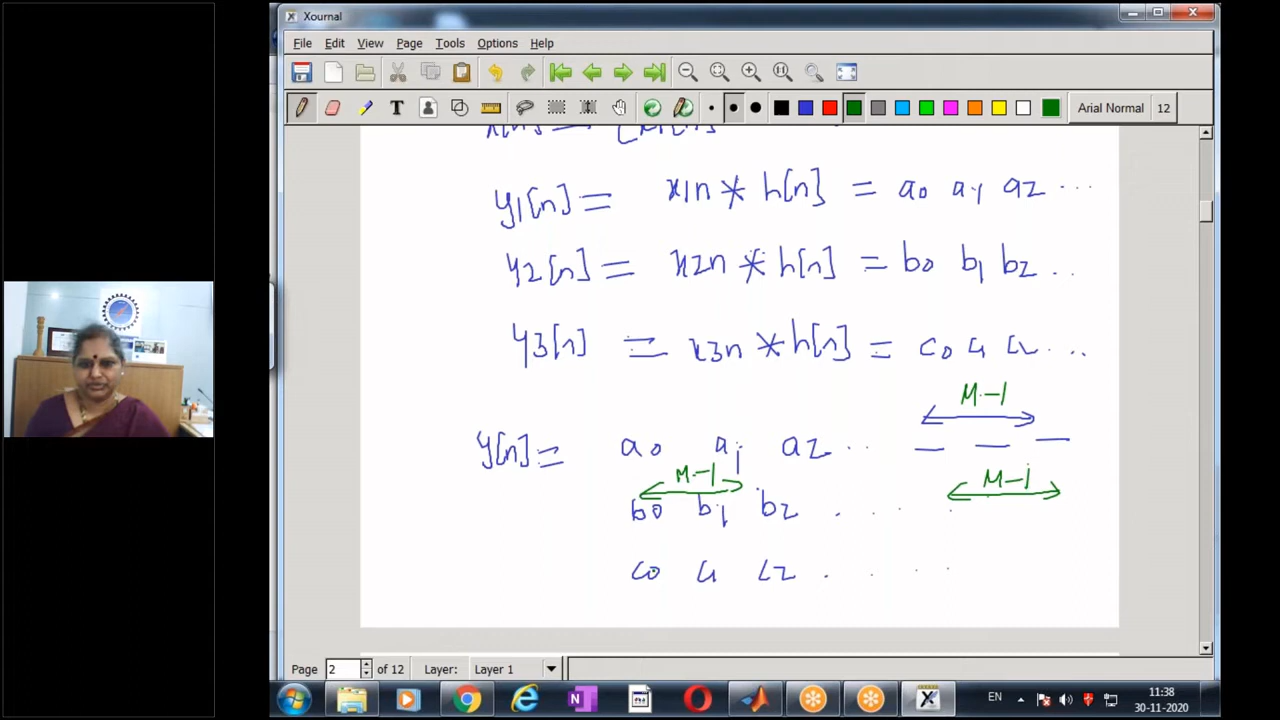 Xournal
File Edit View Page Tools Options Help
Arial Normal 12
y1[n] = x1n * h[n] = a0 a1 a2 ...
y2[n] = x2n * h[n] = b0 b1 b2 ..
y3[n] = x3n * h[n] = c0 c1 c2 ...
M-1
y[n] = a0 a1 a2 .. _ _ _
M-1 M-1
b0 b1 b2 . . . .
c0 c1 c2 . . . .
Page 2 of 12 Layer: Layer 1
EN 11:38
30-11-2020